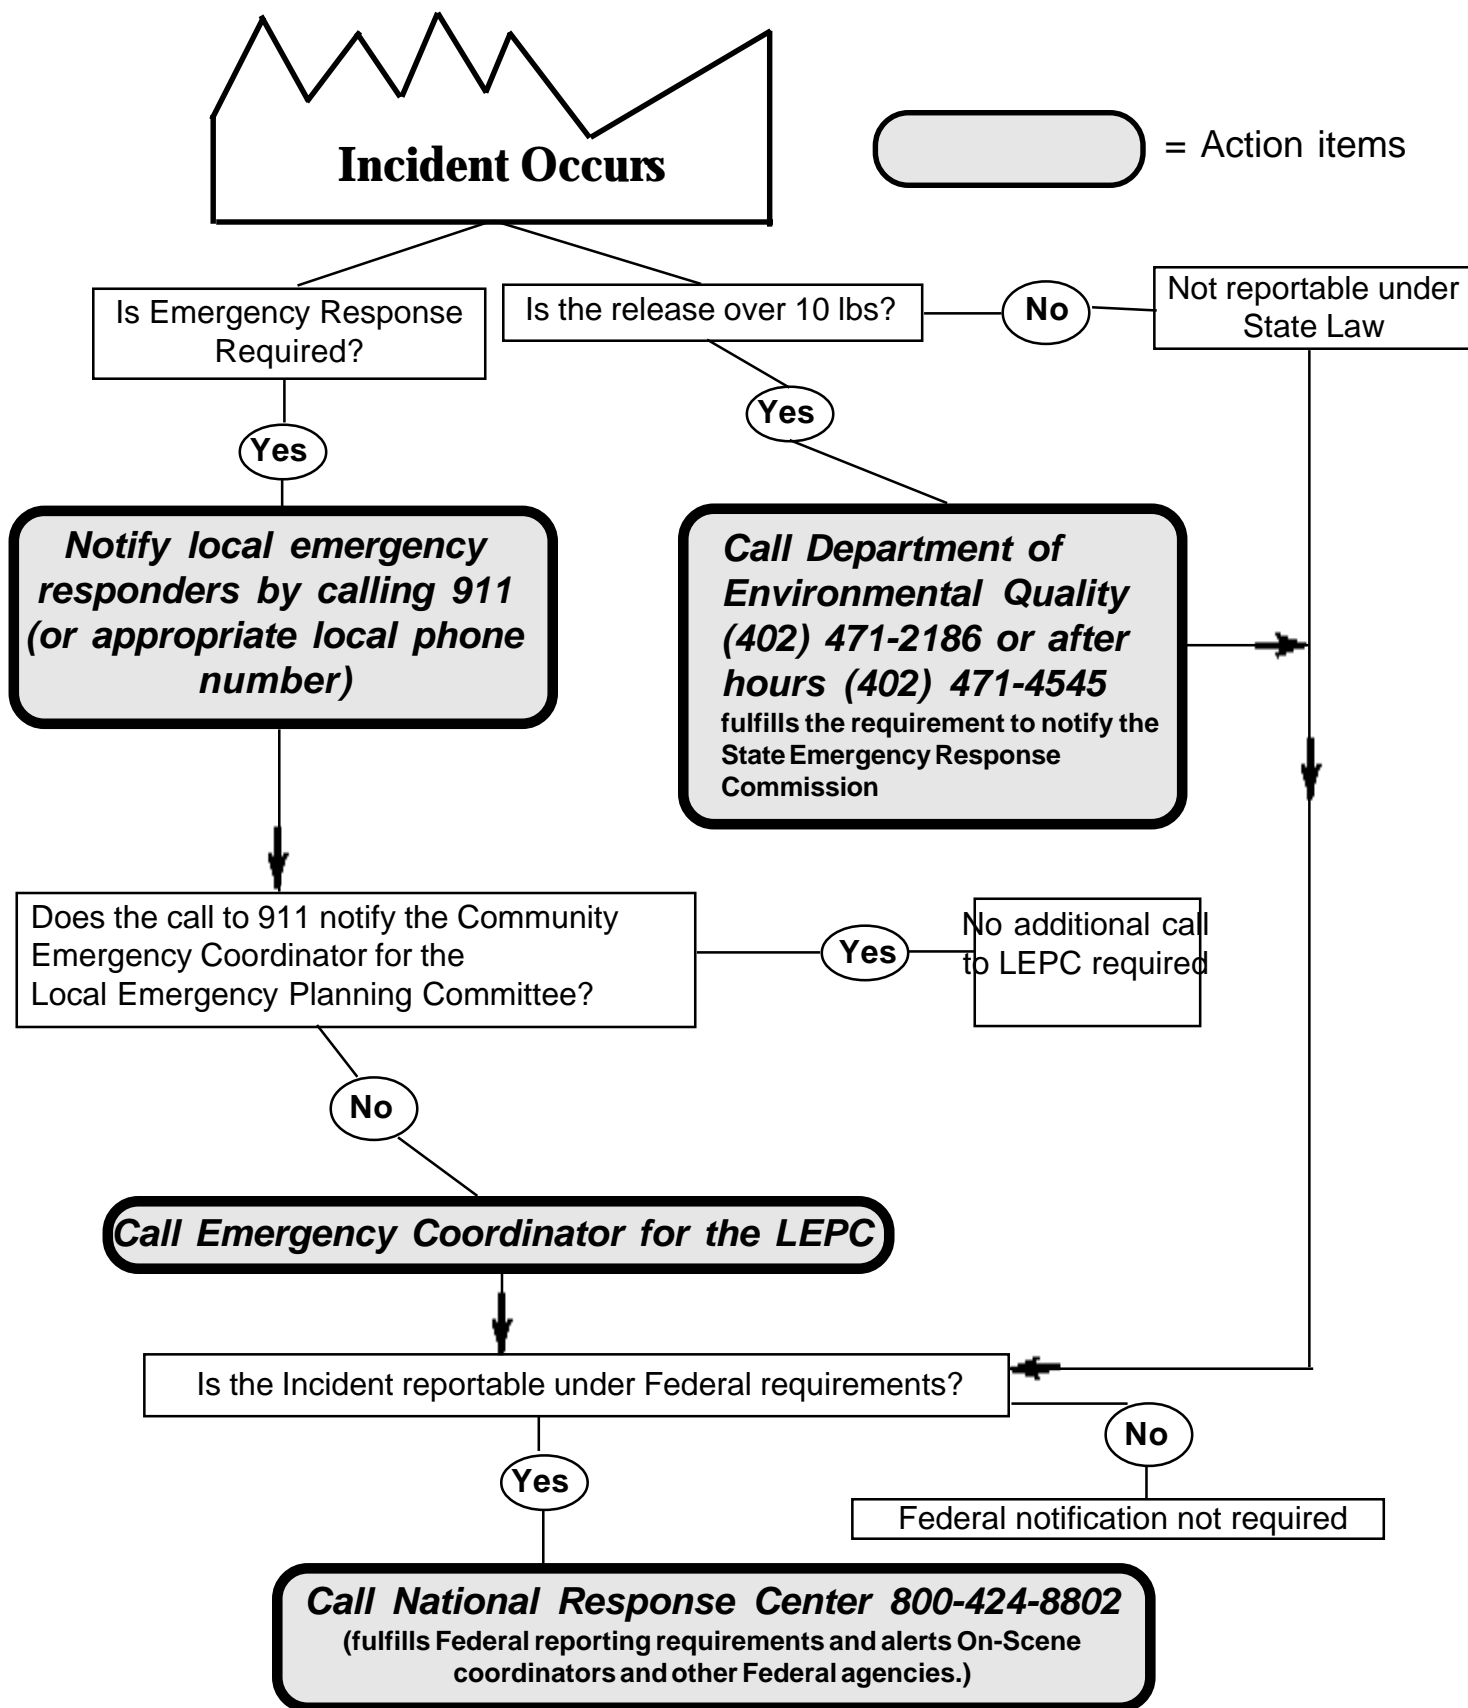 Incident Occurs
= Action items
Is Emergency Response
Required?
Is the release over 10 lbs?
No
Not reportable under
State Law
Yes
Yes
Notify local emergency
responders by calling 911
(or appropriate local phone
number)
Call Department of
Environmental Quality
(402) 471-2186 or after
hours (402) 471-4545
fulfills the requirement to notify the
State Emergency Response
Commission
Does the call to 911 notify the Community
Emergency Coordinator for the
Local Emergency Planning Committee?
Yes
No additional call
to LEPC required
No
Call Emergency Coordinator for the LEPC
Is the Incident reportable under Federal requirements?
No
Yes
Federal notification not required
Call National Response Center 800-424-8802
(fulfills Federal reporting requirements and alerts On-Scene
coordinators and other Federal agencies.)